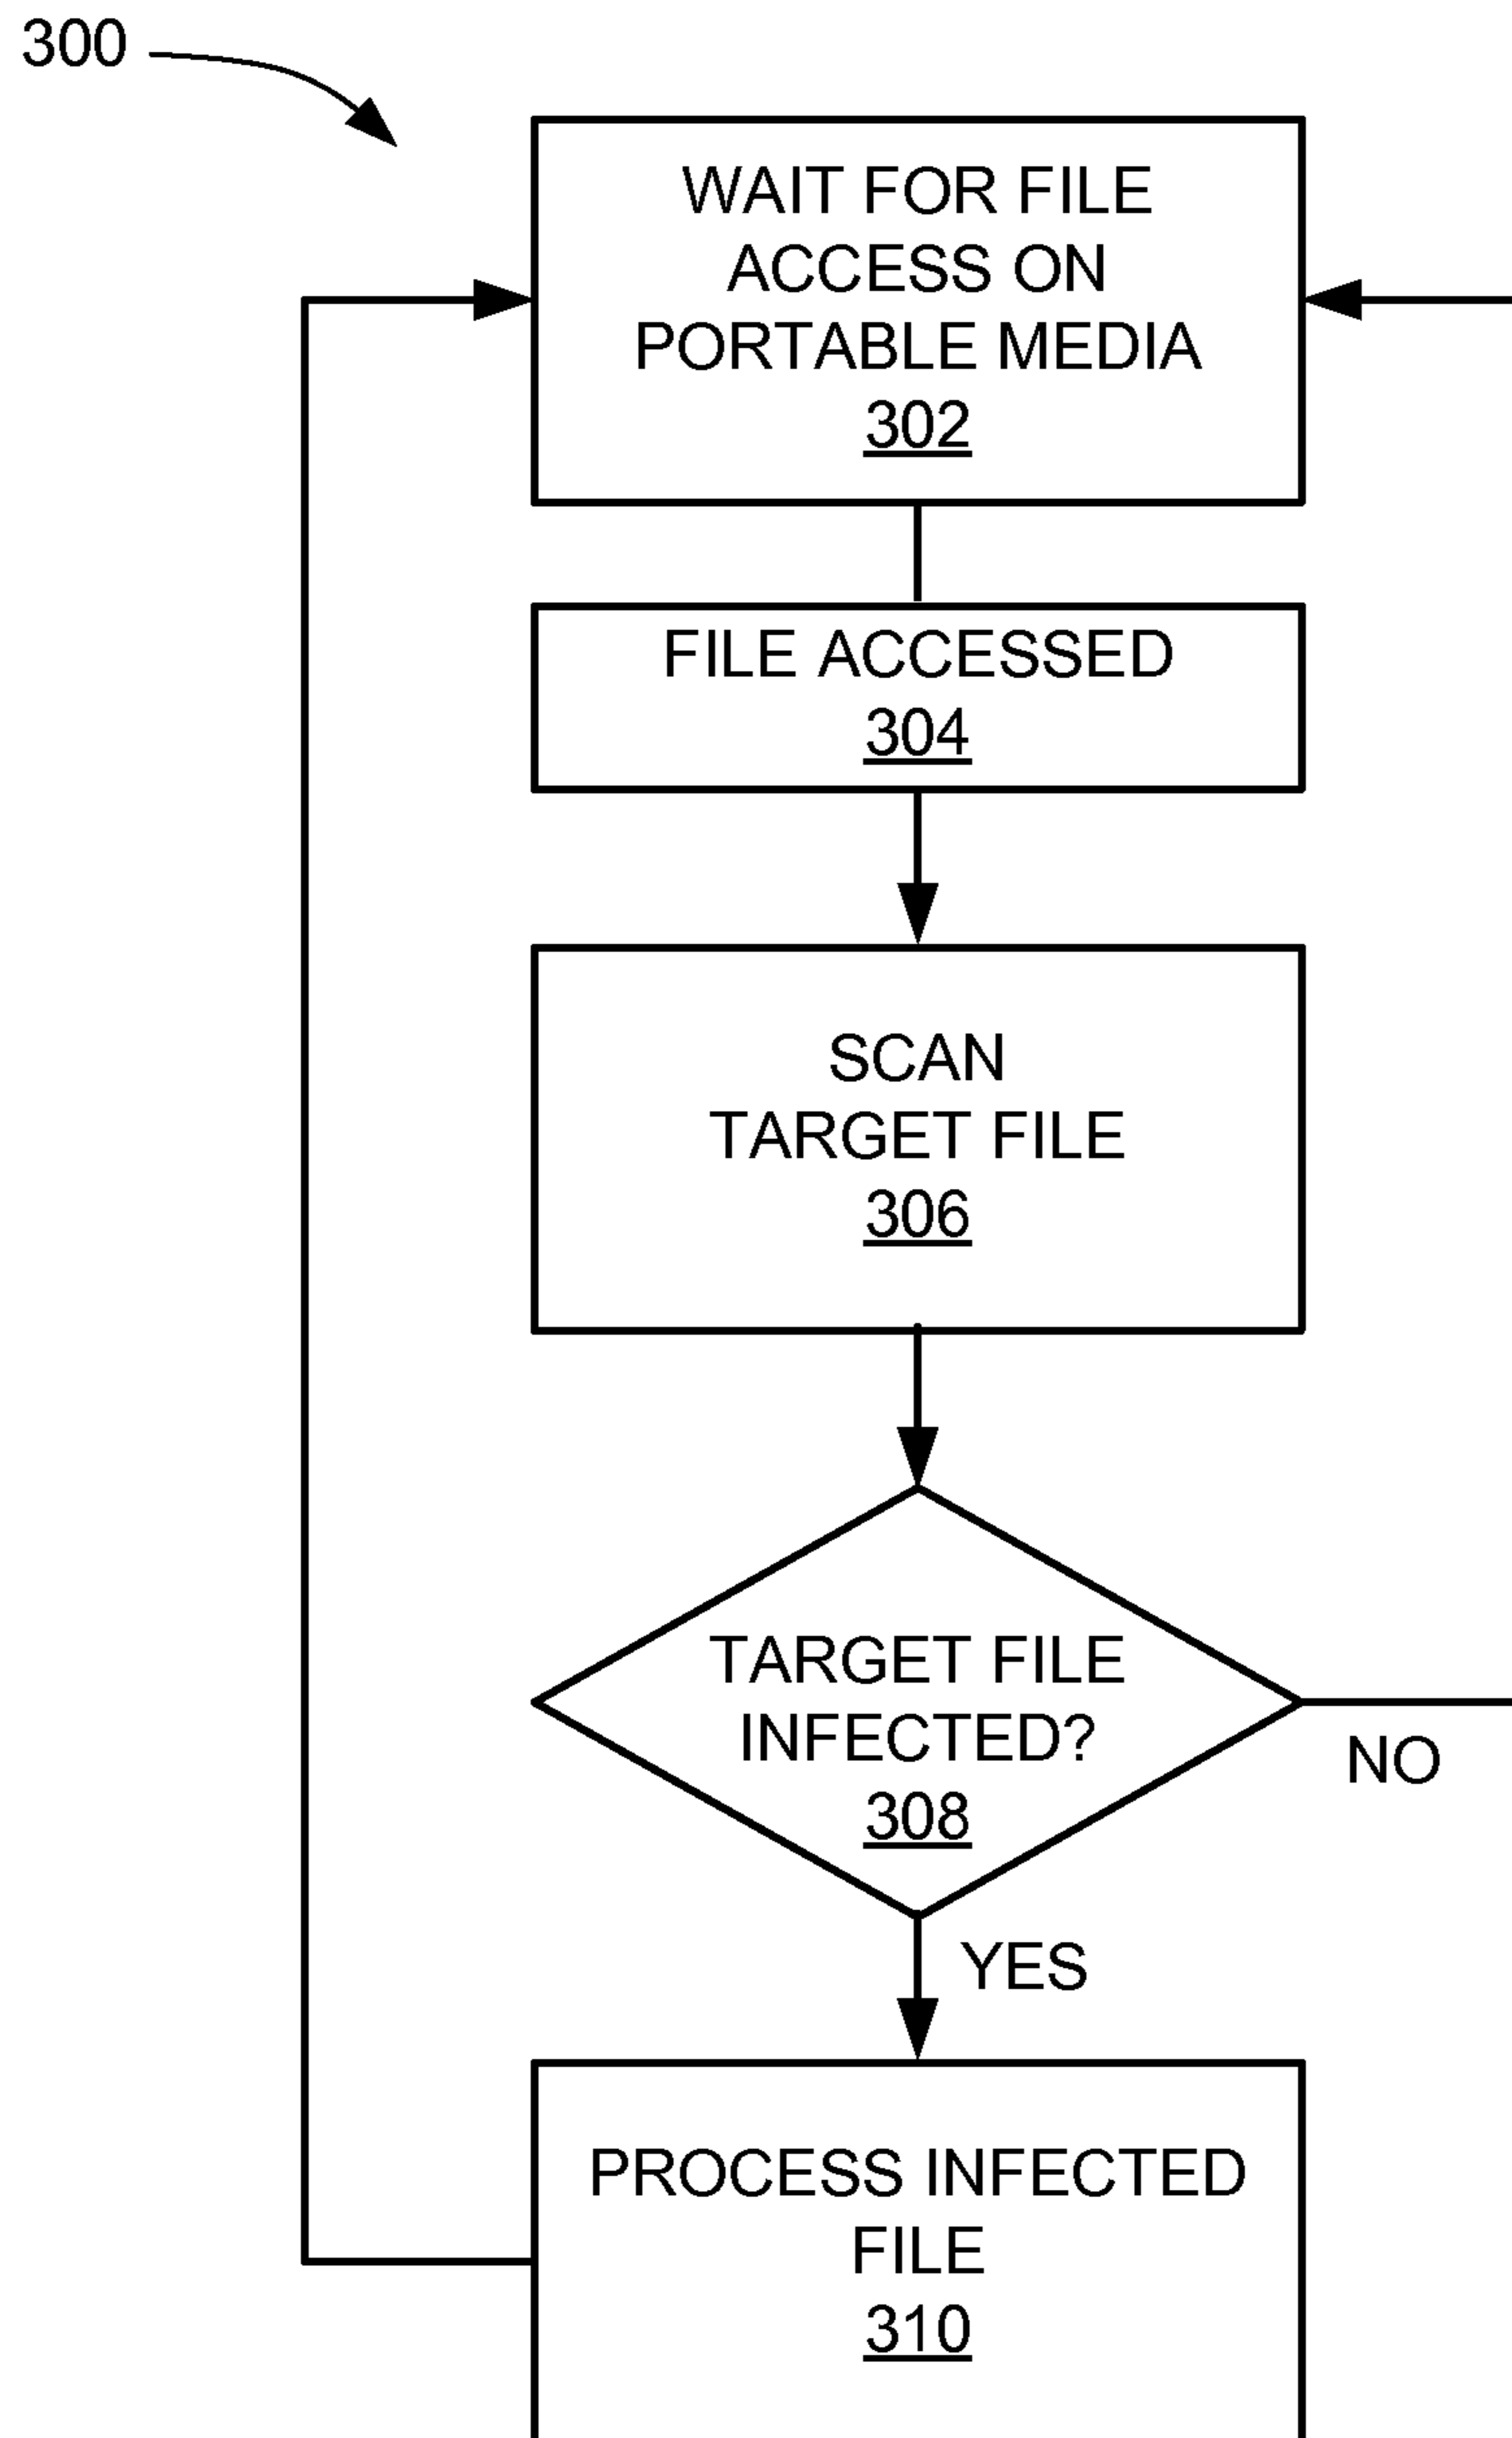 300
WAIT FOR FILE
ACCESS ON
PORTABLE MEDIA
302
FILE ACCESSED
304
SCAN
TARGET FILE
306
TARGET FILE
INFECTED?
308
NO
YES
PROCESS INFECTED
FILE
310